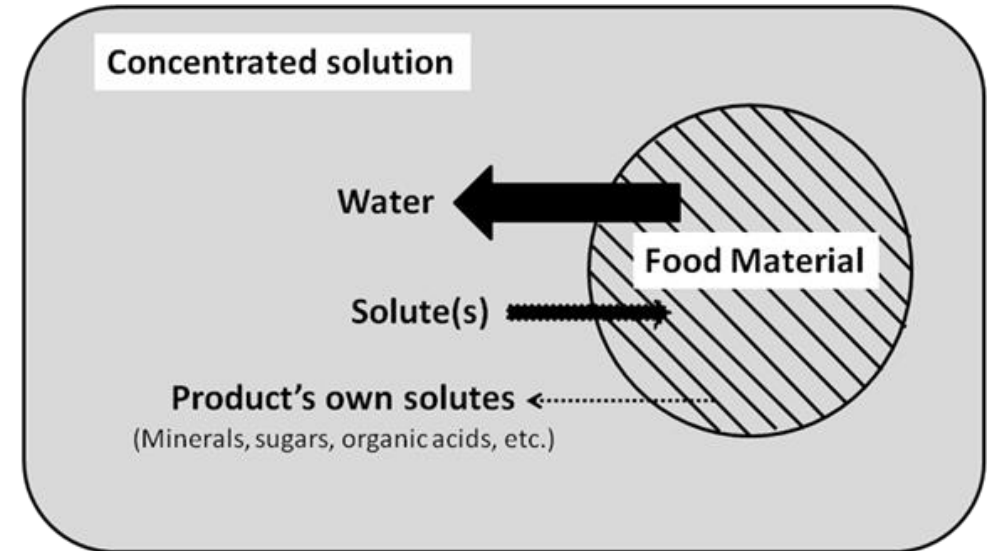 Concentrated solution
Water
Food Material
Solute(s)
Product's own solutes
(Minerals, sugars, organic acids, etc.)